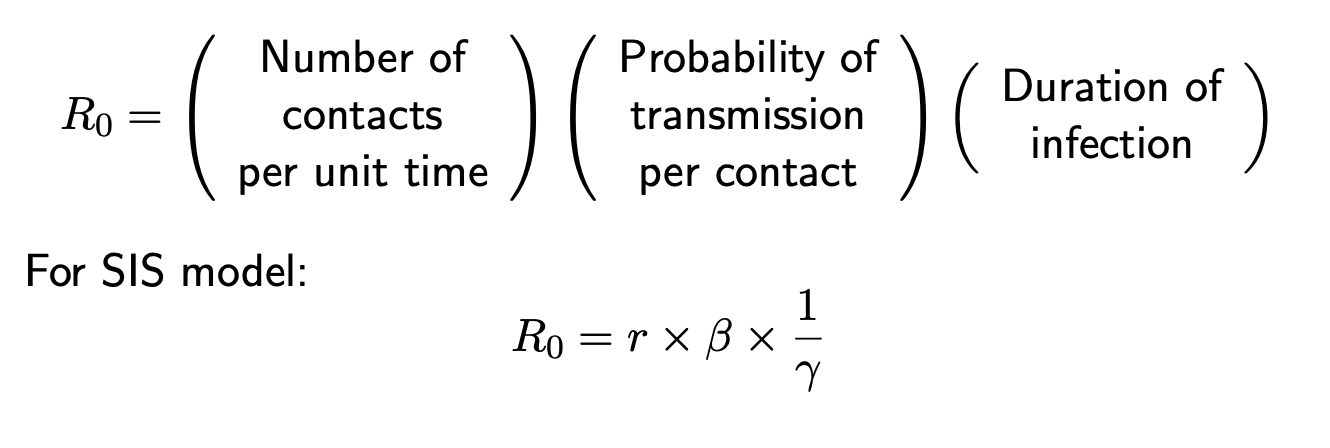 R₀ = ( Number of contacts per unit time ) ( Probability of transmission per contact ) ( Duration of infection )
For SIS model:
R₀ = r × β × 1/γ